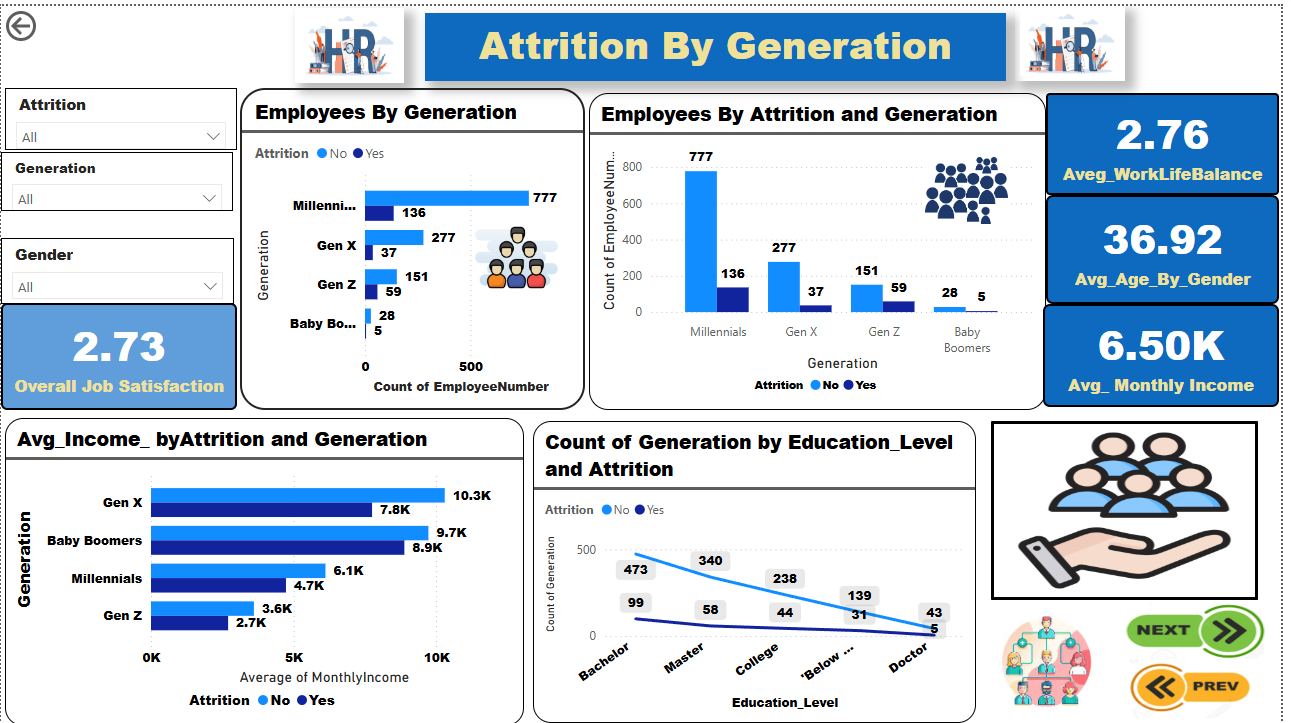 HR
Attrition By Generation
HR
Attrition
All
Generation
All
Gender
All
2.73
Overall Job Satisfaction
Employees By Generation
Attrition No Yes
Generation
Millenni...
777
136
Gen X
277
37
Gen Z
151
59
Baby Bo...
28
5
0 500
Count of EmployeeNumber
Employees By Attrition and Generation
Count of EmployeeNum...
800
600
400
200
0
777
136
277
37
151
59
28
5
Millennials Gen X Gen Z Baby
Boomers
Generation
Attrition No Yes
2.76
Aveg_WorkLifeBalance
36.92
Avg_Age_By_Gender
6.50K
Avg_ Monthly Income
Avg_Income_ byAttrition and Generation
Generation
Gen X
10.3K
7.8K
Baby Boomers
9.7K
8.9K
Millennials
6.1K
4.7K
Gen Z
3.6K
2.7K
0K 5K 10K
Average of MonthlyIncome
Attrition No Yes
Count of Generation by Education_Level
and Attrition
Attrition No Yes
Count of Generation
500
0
473
340
238
139
43
99
58
44
31
5
Bachelor Master College 'Below ... Doctor
Education_Level
NEXT
PREV